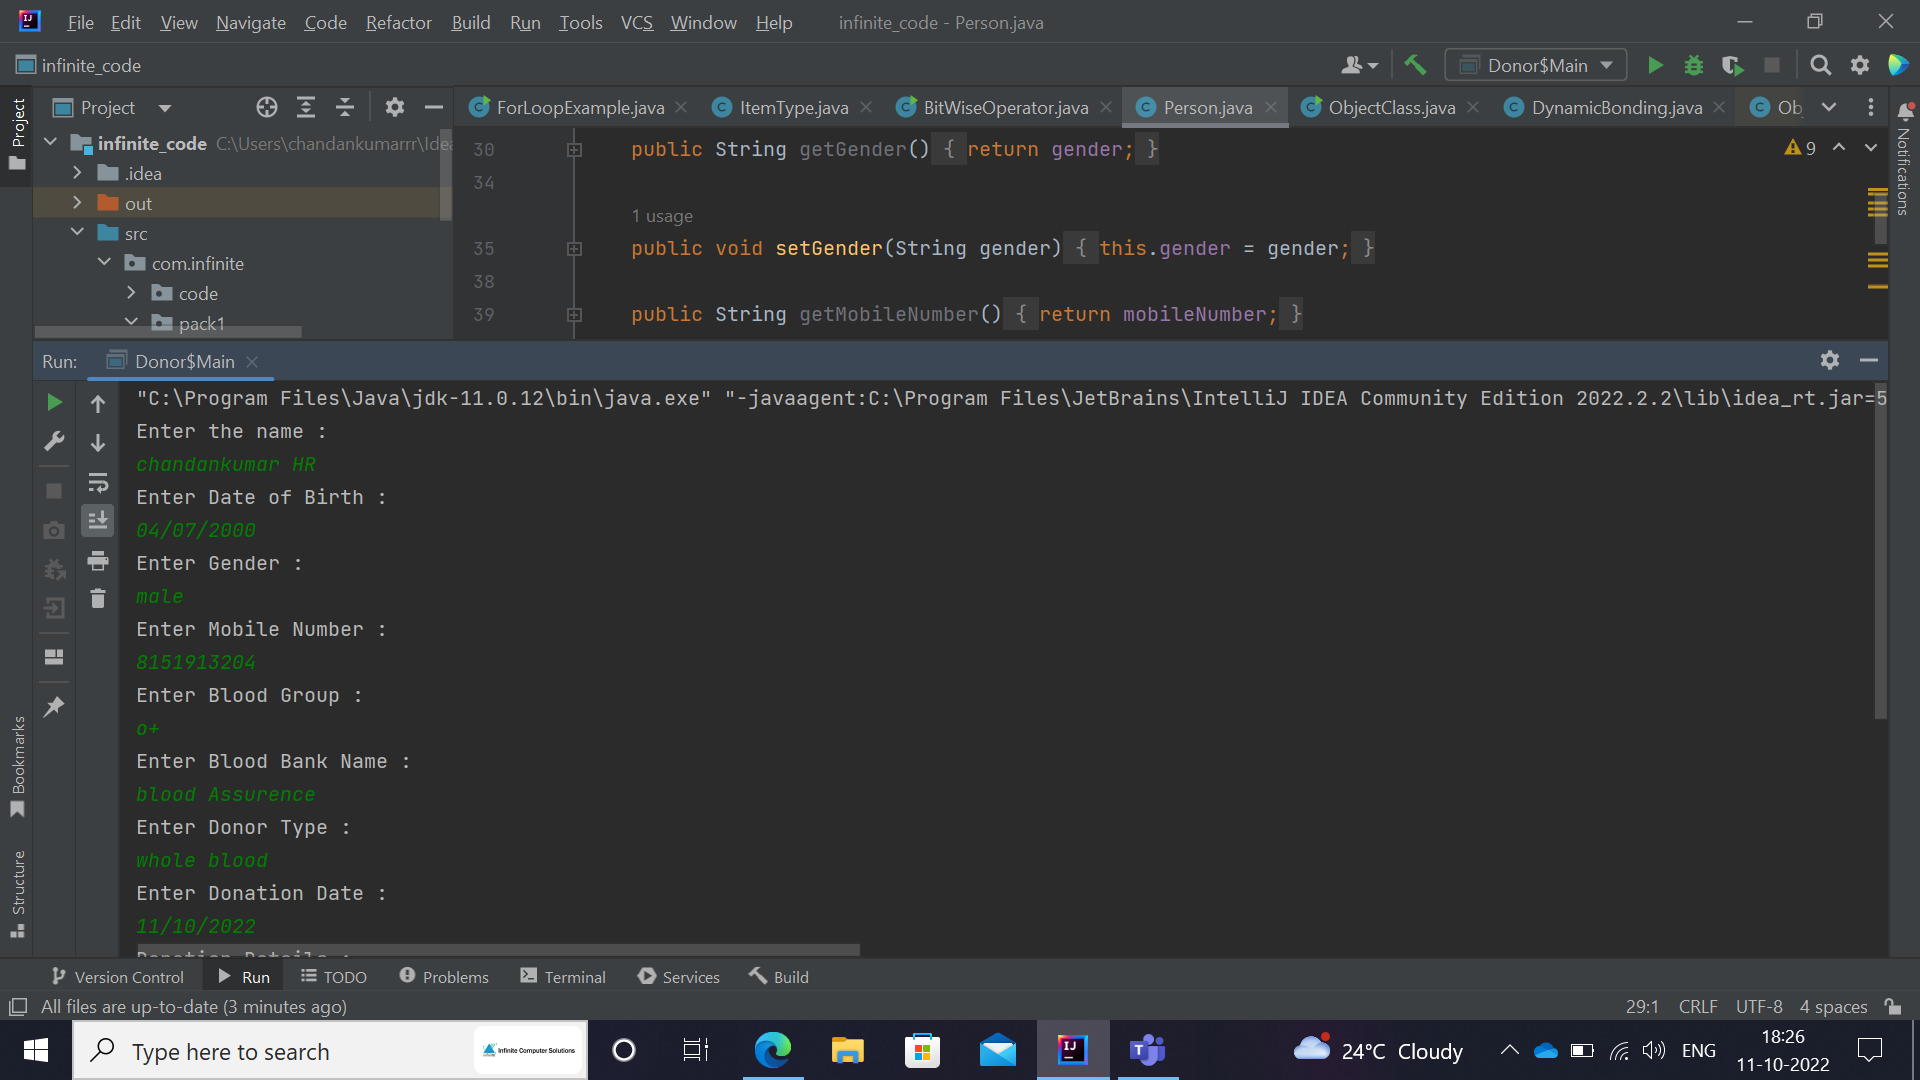 File Edit View Navigate Code Refactor Build Run Tools VCS Window Help infinite_code - Person.java
infinite_code Donor$Main
Project ForLoopExample.java ItemType.java BitWiseOperator.java Person.java ObjectClass.java DynamicBonding.java Ob
Project
Notifications
infinite_code C:\Users\chandankumarrr\Idea
.idea
out
src
com.infinite
code
pack1
30 public String getGender() { return gender; }
34
1 usage
35 public void setGender(String gender) { this.gender = gender; }
38
39 public String getMobileNumber() { return mobileNumber; }
9
Run: Donor$Main
"C:\Program Files\Java\jdk-11.0.12\bin\java.exe" "-javaagent:C:\Program Files\JetBrains\IntelliJ IDEA Community Edition 2022.2.2\lib\idea_rt.jar=5
Enter the name :
chandankumar HR
Enter Date of Birth :
04/07/2000
Enter Gender :
male
Enter Mobile Number :
8151913204
Enter Blood Group :
o+
Enter Blood Bank Name :
blood Assurence
Enter Donor Type :
whole blood
Enter Donation Date :
11/10/2022
Donation Details :
Bookmarks
Structure
Version Control Run TODO Problems Terminal Services Build
All files are up-to-date (3 minutes ago) 29:1 CRLF UTF-8 4 spaces
Type here to search Infinite Computer Solutions 24°C Cloudy ENG 18:26
11-10-2022